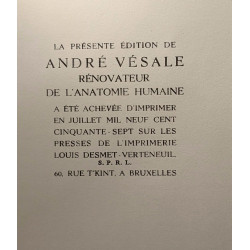 LA PRÉSENTE ÉDITION DE
ANDRÉ VÉSALE
RÉNOVATEUR
DE L'ANATOMIE HUMAINE
A ÉTÉ ACHEVÉE D'IMPRIMER
EN JUILLET MIL NEUF CENT
CINQUANTE-SEPT SUR LES
PRESSES DE L'IMPRIMERIE
LOUIS DESMET-VERTENEUIL
S. P. R. L.
60, RUE T'KINT, A BRUXELLES